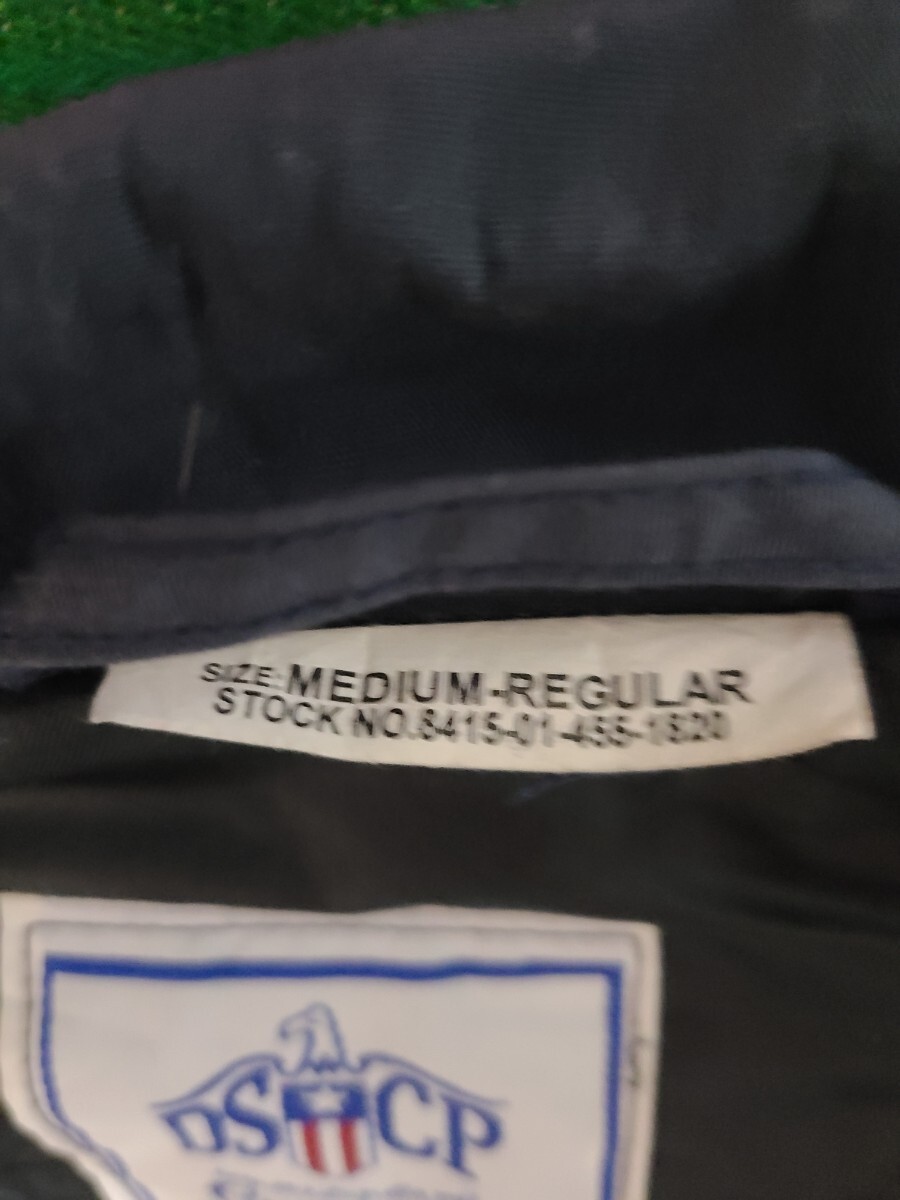 SIZE: MEDIUM-REGULAR
STOCK NO. 8415-01-455-1820
DSCP